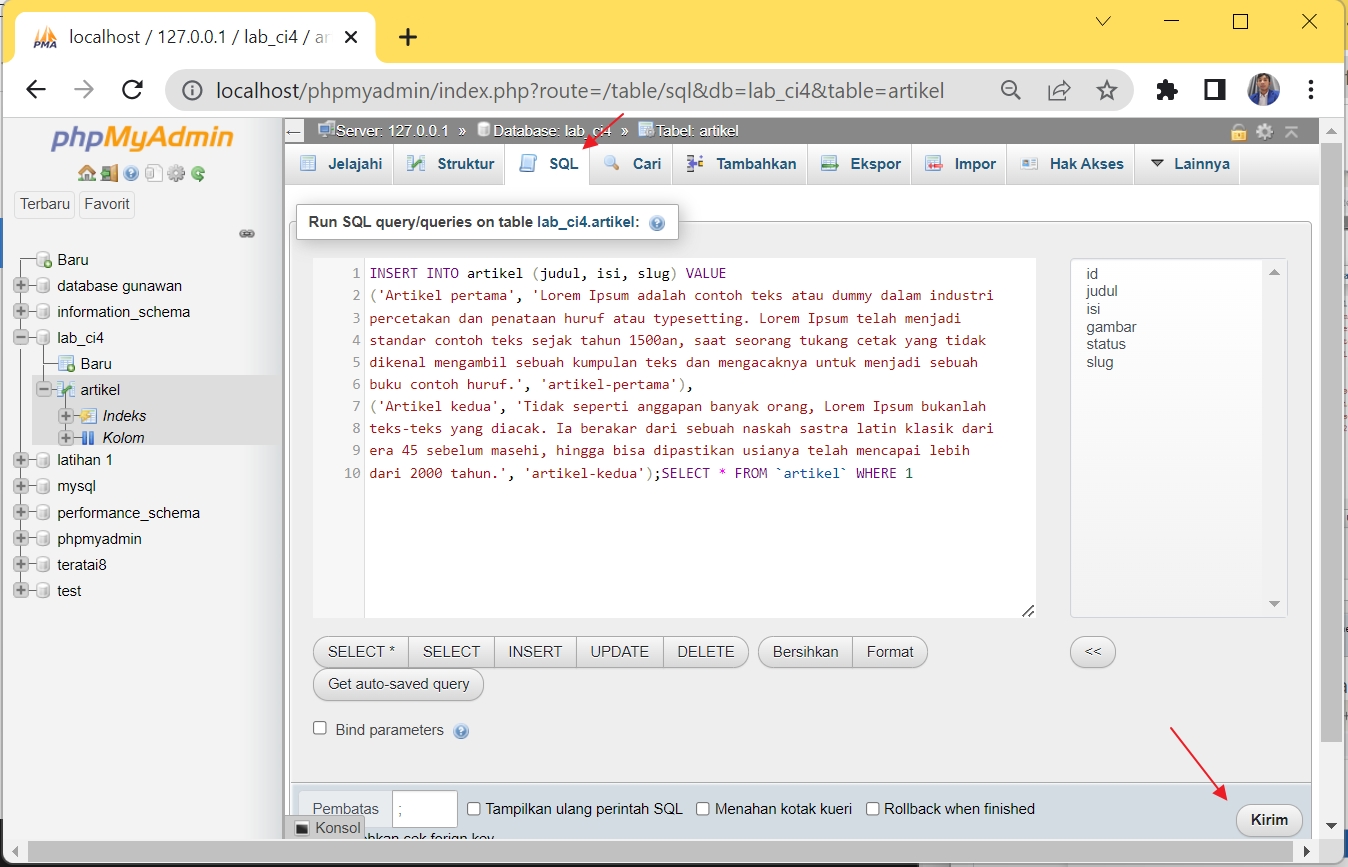 localhost / 127.0.0.1 / lab_ci4 / ar
localhost/phpmyadmin/index.php?route=/table/sql&db=lab_ci4&table=artikel
phpMyAdmin
Terbaru Favorit
Baru
database gunawan
information_schema
lab_ci4
Baru
artikel
Indeks
Kolom
latihan 1
mysql
performance_schema
phpmyadmin
teratai8
test
Server: 127.0.0.1 » Database: lab_ci4 » Tabel: artikel
Jelajahi Struktur SQL Cari Tambahkan Ekspor Impor Hak Akses Lainnya
Run SQL query/queries on table lab_ci4.artikel:
1 INSERT INTO artikel (judul, isi, slug) VALUE
2 ('Artikel pertama', 'Lorem Ipsum adalah contoh teks atau dummy dalam industri
3 percetakan dan penataan huruf atau typesetting. Lorem Ipsum telah menjadi
4 standar contoh teks sejak tahun 1500an, saat seorang tukang cetak yang tidak
5 dikenal mengambil sebuah kumpulan teks dan mengacaknya untuk menjadi sebuah
6 buku contoh huruf.', 'artikel-pertama'),
7 ('Artikel kedua', 'Tidak seperti anggapan banyak orang, Lorem Ipsum bukanlah
8 teks-teks yang diacak. Ia berakar dari sebuah naskah sastra latin klasik dari
9 era 45 sebelum masehi, hingga bisa dipastikan usianya telah mencapai lebih
10 dari 2000 tahun.', 'artikel-kedua');SELECT * FROM `artikel` WHERE 1
id
judul
isi
gambar
status
slug
SELECT * SELECT INSERT UPDATE DELETE Bersihkan Format <<
Get auto-saved query
Bind parameters
Pembatas ; Tampilkan ulang perintah SQL Menahan kotak kueri Rollback when finished Kirim
Konsol